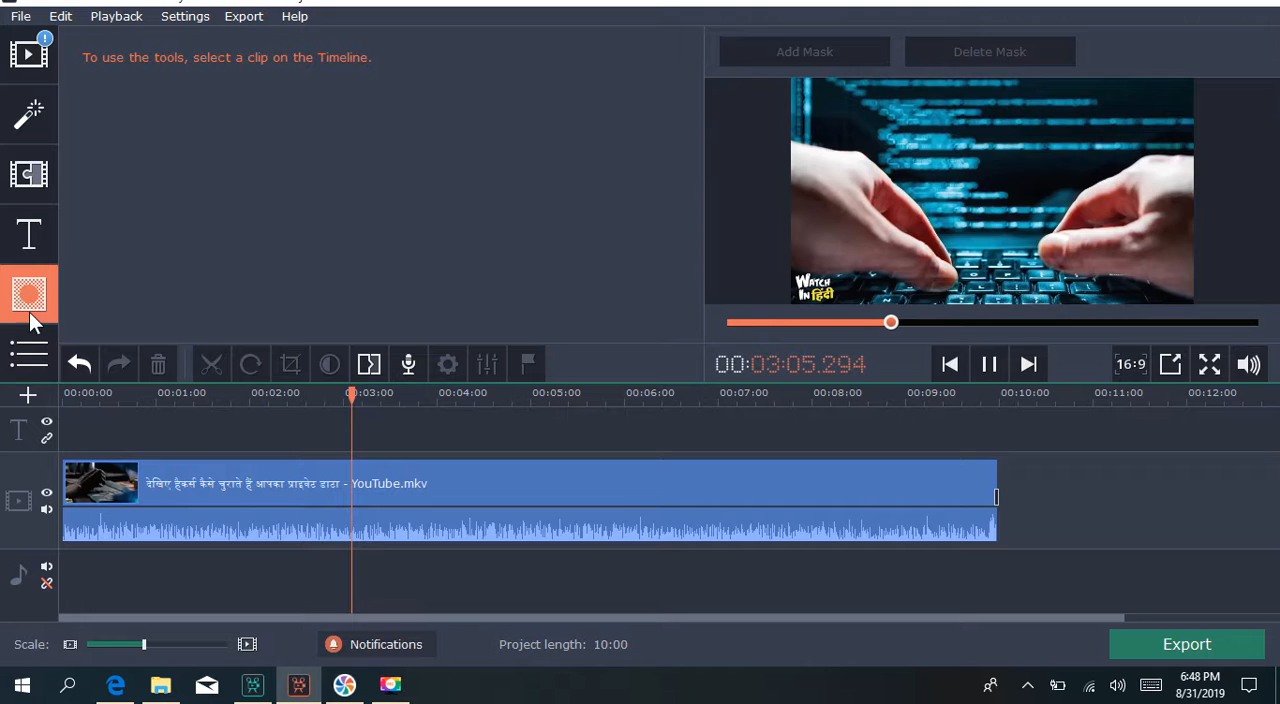 File Edit Playback Settings Export Help
To use the tools, select a clip on the Timeline.
Add Mask Delete Mask
WATCH
IN हिंदी
00:03:05.294
16:9
00:00:00 00:01:00 00:02:00 00:03:00 00:04:00 00:05:00 00:06:00 00:07:00 00:08:00 00:09:00 00:10:00 00:11:00 00:12:00
देखिए हैकर्स कैसे चुराते हैं आपका प्राइवेट डाटा - YouTube.mkv
Scale: Notifications Project length: 10:00 Export
6:48 PM
8/31/2019